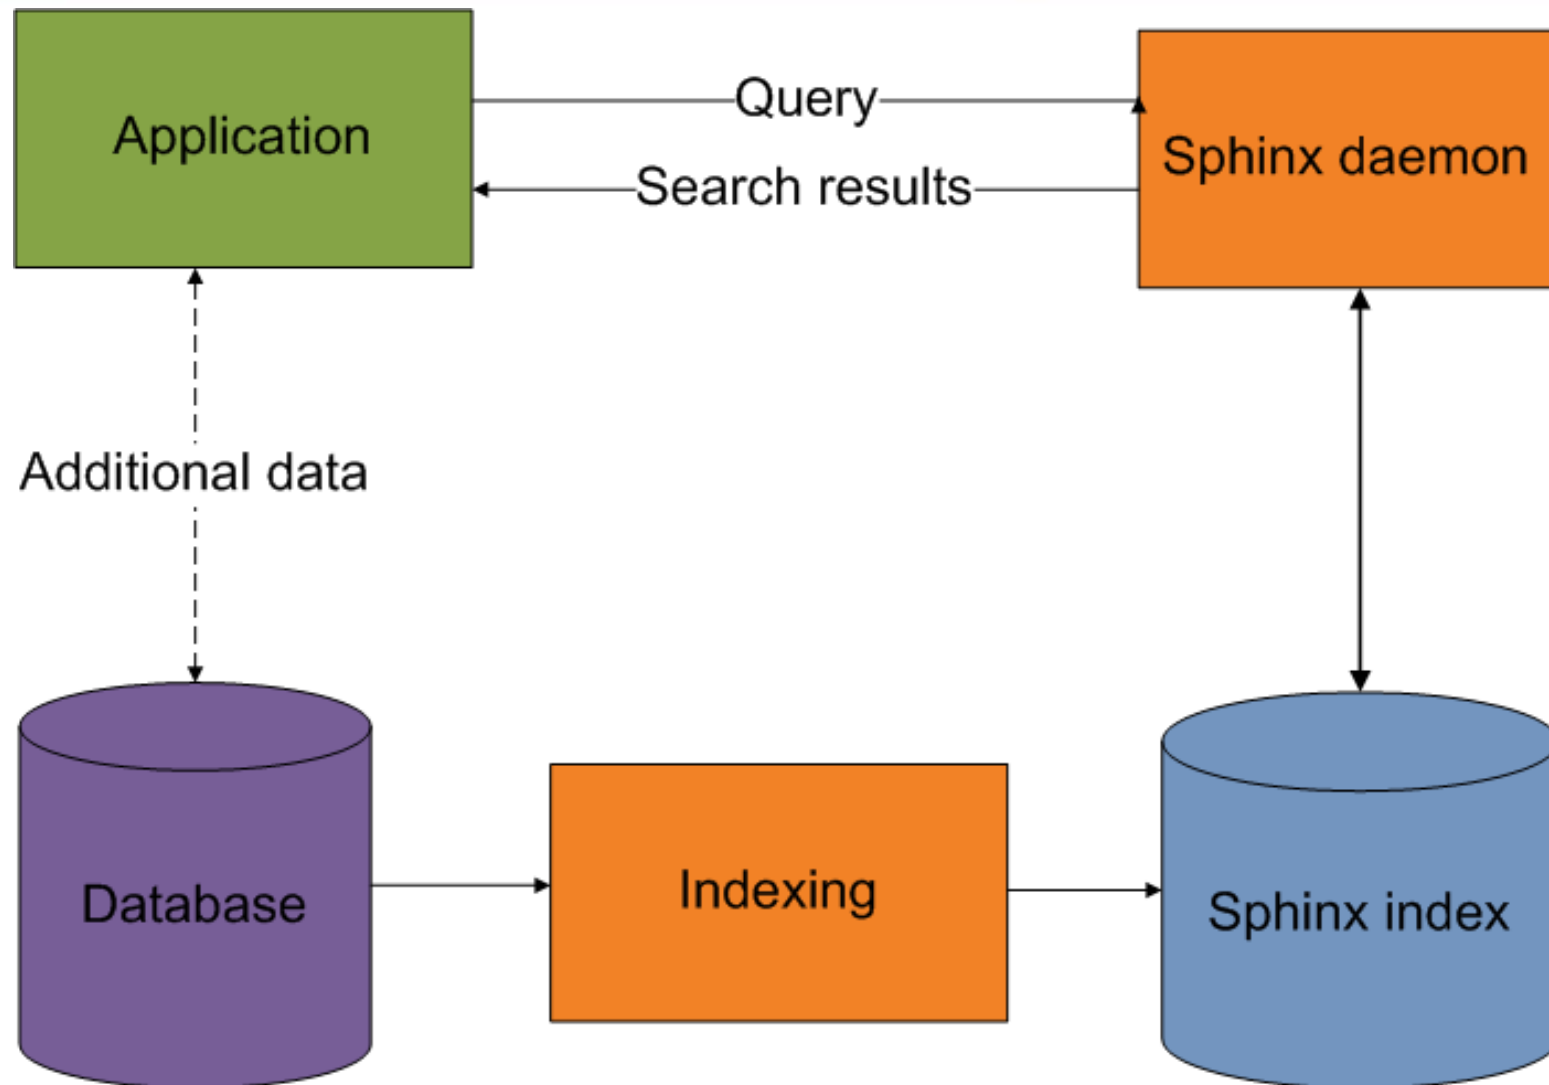 Application
Query
Sphinx daemon
Search results
Additional data
Database
Indexing
Sphinx index